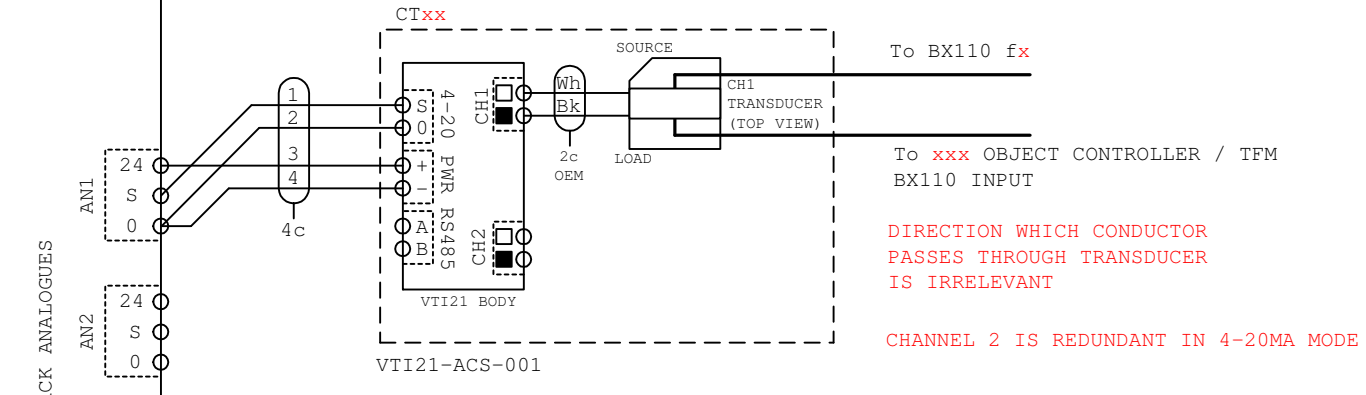 CTxx
SOURCE
To BX110 fx
CH1
TRANSDUCER
(TOP VIEW)
LOAD
To xxx OBJECT CONTROLLER / TFM
BX110 INPUT
DIRECTION WHICH CONDUCTOR
PASSES THROUGH TRANSDUCER
IS IRRELEVANT
CHANNEL 2 IS REDUNDANT IN 4-20MA MODE
Wh
Bk
2c
OEM
CH1
CH2
4-20
S
0
PWR
+
-
RS485
A
B
VTI21 BODY
VTI21-ACS-001
1
2
3
4
4c
AN1
24
S
0
AN2
24
S
0
CK ANALOGUES